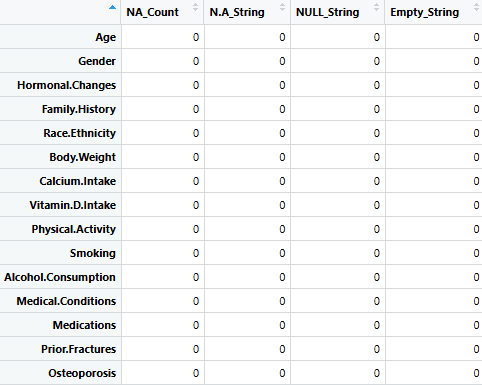 NA_Count N.A_String NULL_String Empty_String
Age 0 0 0 0
Gender 0 0 0 0
Hormonal.Changes 0 0 0 0
Family.History 0 0 0 0
Race.Ethnicity 0 0 0 0
Body.Weight 0 0 0 0
Calcium.Intake 0 0 0 0
Vitamin.D.Intake 0 0 0 0
Physical.Activity 0 0 0 0
Smoking 0 0 0 0
Alcohol.Consumption 0 0 0 0
Medical.Conditions 0 0 0 0
Medications 0 0 0 0
Prior.Fractures 0 0 0 0
Osteoporosis 0 0 0 0